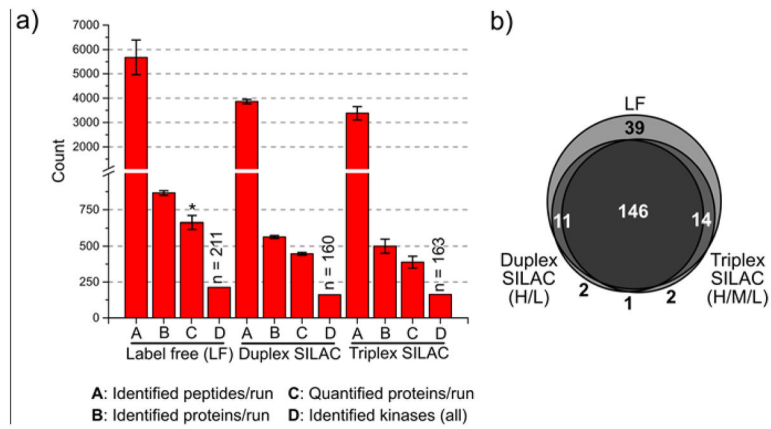 a)
7000
6000
5000
4000
3000
2000
750
500
250
0
Count
*
n = 211
n = 160
n = 163
A B C D A B C D A B C D
Label free (LF) Duplex SILAC Triplex SILAC
A: Identified peptides/run C: Quantified proteins/run
B: Identified proteins/run D: Identified kinases (all)
b)
LF
39
146
11
14
Duplex
SILAC
(H/L)
Triplex
SILAC
(H/M/L)
2
1
2